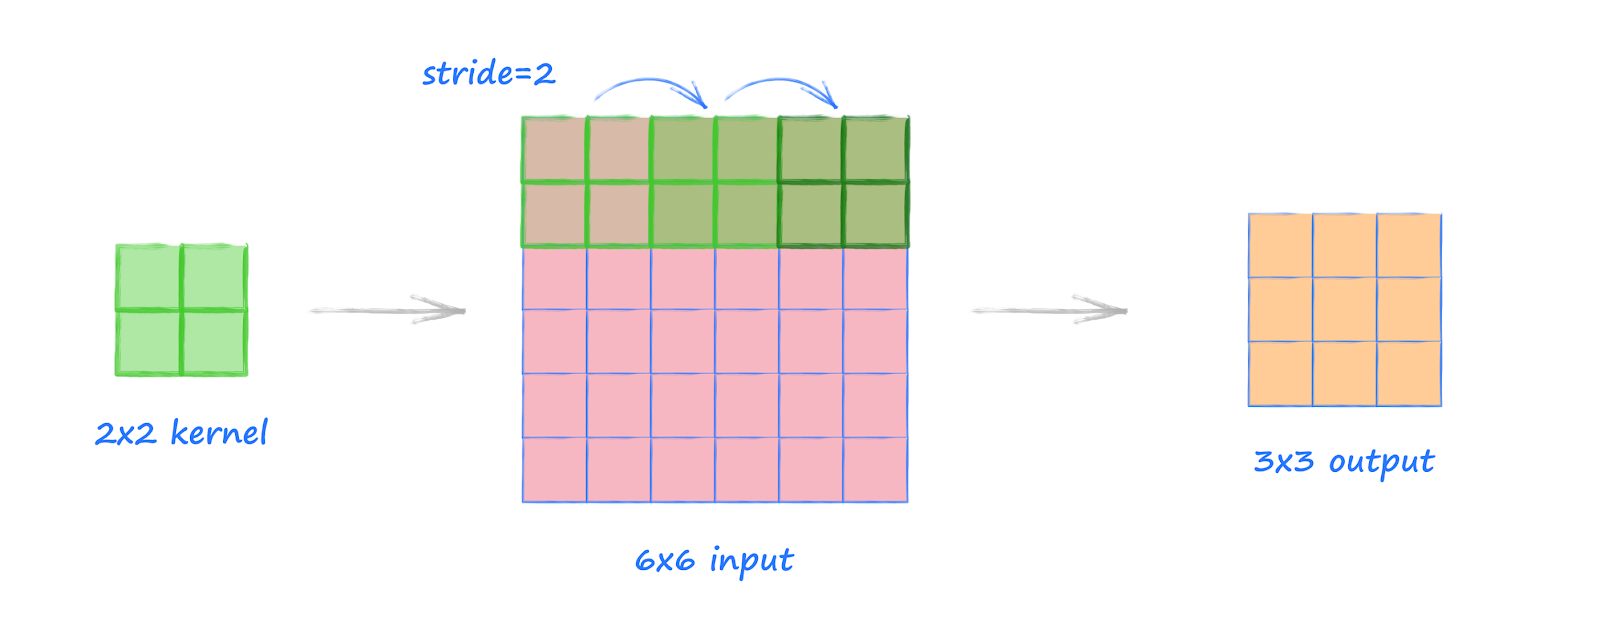 stride=2
2x2 kernel
6x6 input
3x3 output